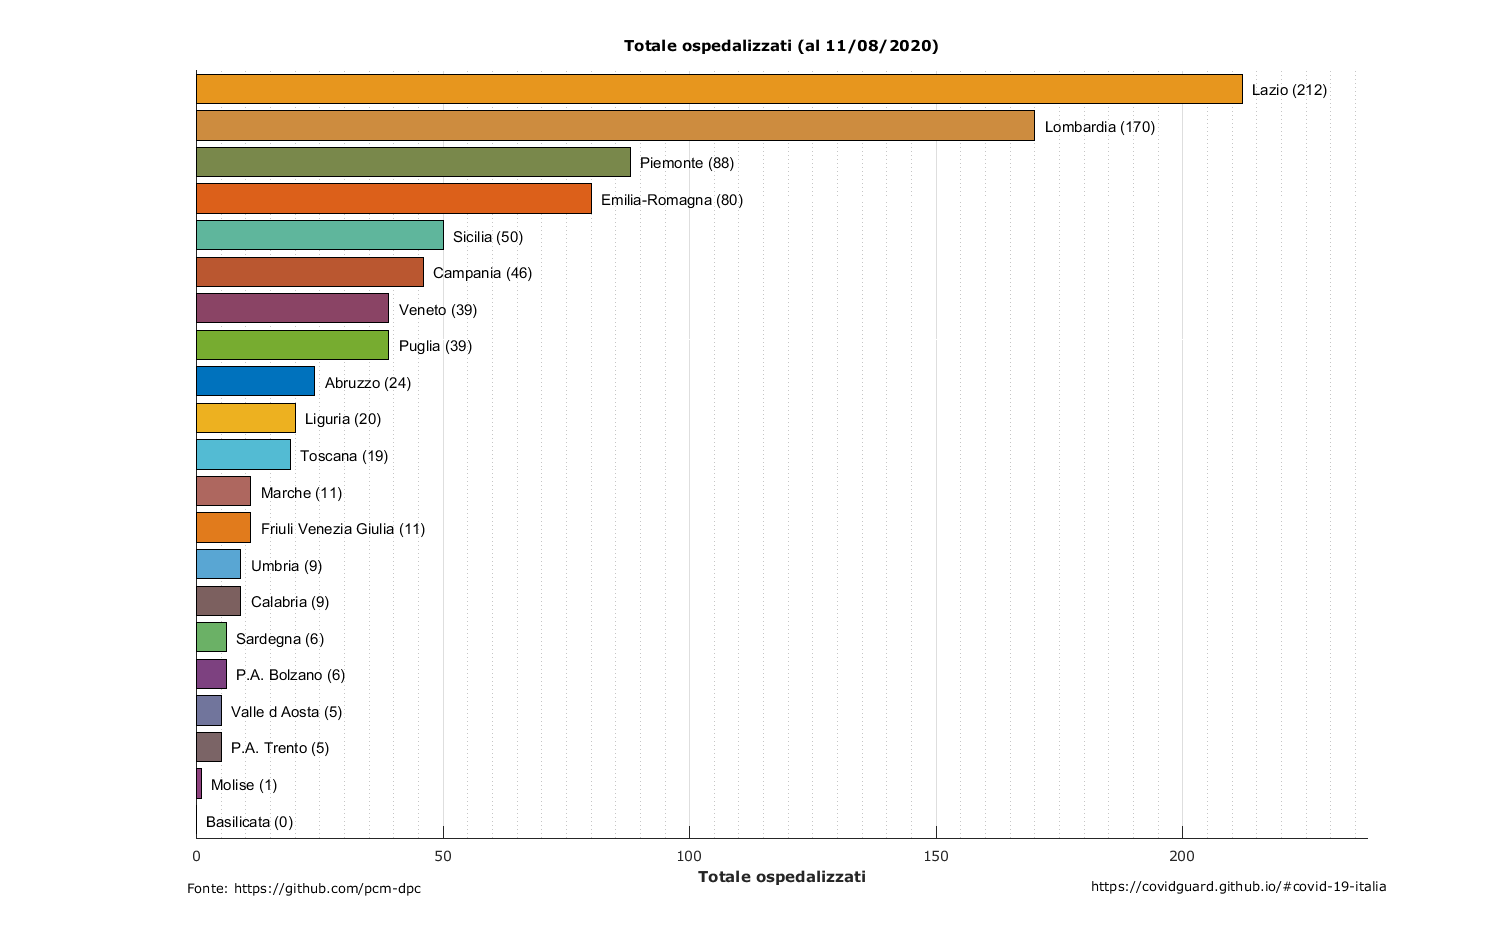 Totale ospedalizzati (al 11/08/2020)
Lazio (212)
Lombardia (170)
Piemonte (88)
Emilia-Romagna (80)
Sicilia (50)
Campania (46)
Veneto (39)
Puglia (39)
Abruzzo (24)
Liguria (20)
Toscana (19)
Marche (11)
Friuli Venezia Giulia (11)
Umbria (9)
Calabria (9)
Sardegna (6)
P.A. Bolzano (6)
Valle d Aosta (5)
P.A. Trento (5)
Molise (1)
Basilicata (0)
0 50 100 150 200
Totale ospedalizzati
Fonte: https://github.com/pcm-dpc
https://covidguard.github.io/#covid-19-italia